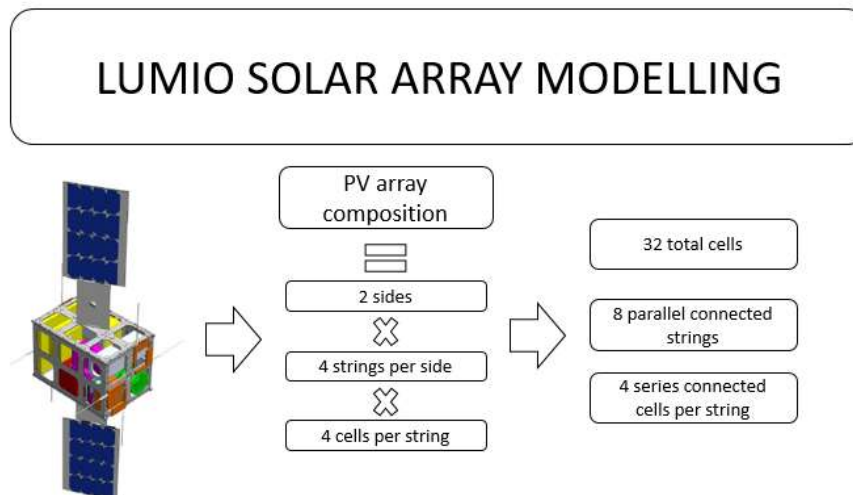 LUMIO SOLAR ARRAY MODELLING
PV array
composition
2 sides
4 strings per side
4 cells per string
32 total cells
8 parallel connected
strings
4 series connected
cells per string